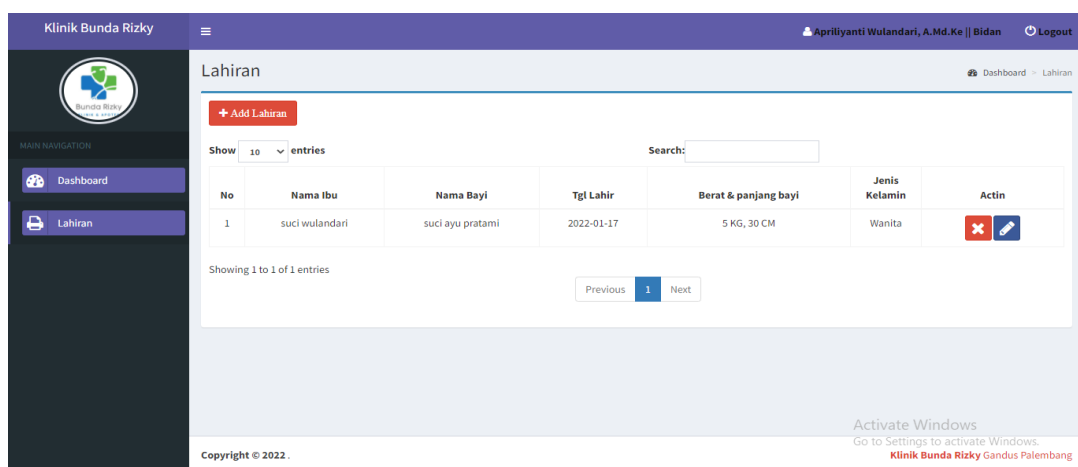 Klinik Bunda Rizky
Apriliyanti Wulandari, A.Md.Ke || Bidan Logout
Bunda Rizky
Lahiran
Dashboard > Lahiran
Add Lahiran
MAIN NAVIGATION
Show 10 entries Search:
Dashboard
Lahiran
No Nama Ibu Nama Bayi Tgl Lahir Berat & panjang bayi Jenis Kelamin Actin
1 suci wulandari suci ayu pratami 2022-01-17 5 KG, 30 CM Wanita
Showing 1 to 1 of 1 entries
Previous 1 Next
Activate Windows
Go to Settings to activate Windows.
Copyright © 2022 . Klinik Bunda Rizky Gandus Palembang